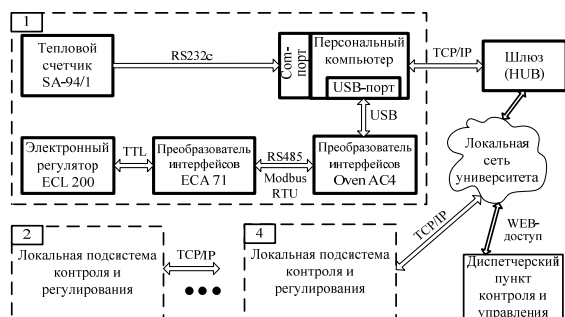 1
Тепловой
счетчик
SA-94/1
RS232c
Com-
порт
Персональный
компьютер
USB-порт
TCP/IP
Шлюз
(HUB)
USB
Электронный
регулятор
ECL 200
TTL
Преобразователь
интерфейсов
ECA 71
RS485
Modbus
RTU
Преобразователь
интерфейсов
Oven AC4
Локальная
сеть
университета
2
Локальная подсистема
контроля и
регулирования
TCP/IP
4
Локальная подсистема
контроля и
регулирования
TCP/IP
WEB-
доступ
Диспетчерский
пункт
контроля и
управления